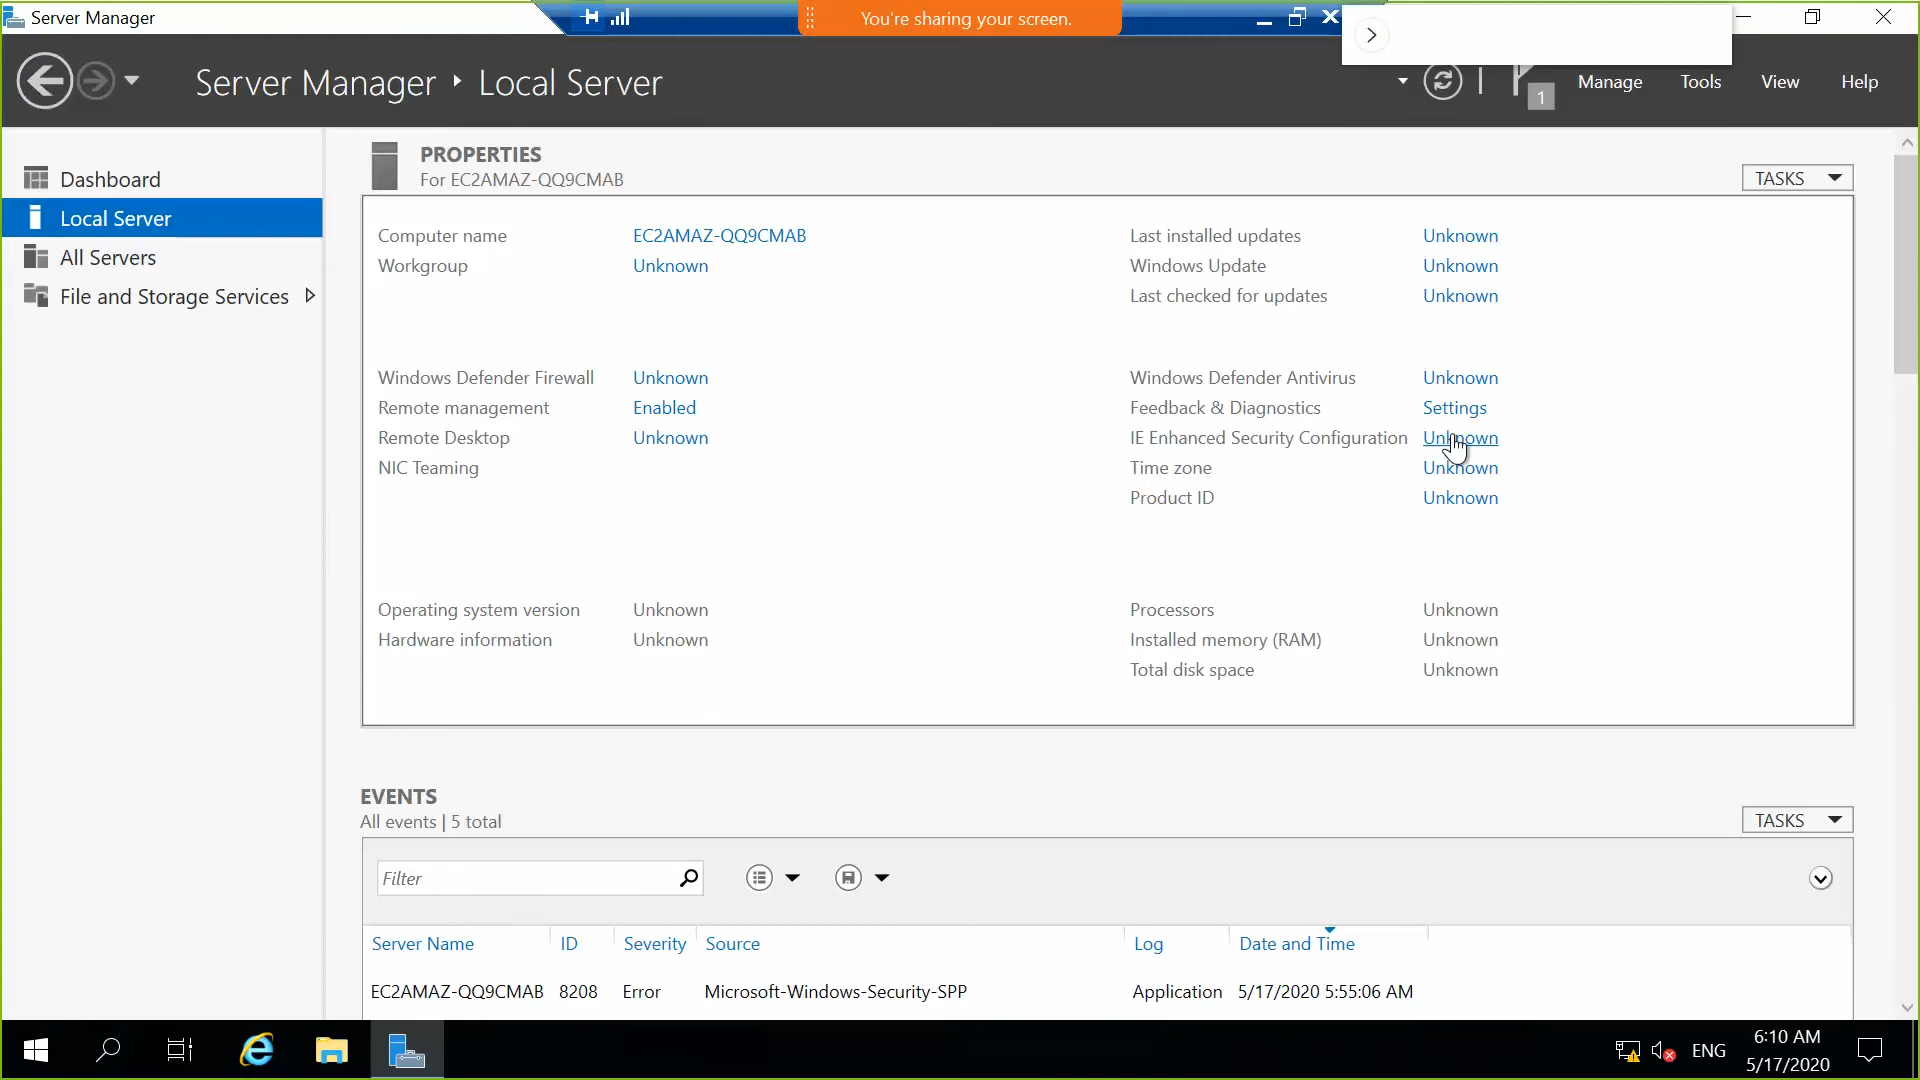 Server Manager
You're sharing your screen.
Server Manager ‣ Local Server
1
Manage
Tools
View
Help
Dashboard
Local Server
All Servers
File and Storage Services
PROPERTIES
For EC2AMAZ-QQ9CMAB
TASKS
Computer name EC2AMAZ-QQ9CMAB
Workgroup Unknown
Last installed updates Unknown
Windows Update Unknown
Last checked for updates Unknown
Windows Defender Firewall Unknown
Remote management Enabled
Remote Desktop Unknown
NIC Teaming
Windows Defender Antivirus Unknown
Feedback & Diagnostics Settings
IE Enhanced Security Configuration Unknown
Time zone Unknown
Product ID Unknown
Operating system version Unknown
Hardware information Unknown
Processors Unknown
Installed memory (RAM) Unknown
Total disk space Unknown
EVENTS
All events | 5 total
TASKS
Filter
Server Name ID Severity Source Log Date and Time
EC2AMAZ-QQ9CMAB 8208 Error Microsoft-Windows-Security-SPP Application 5/17/2020 5:55:06 AM
ENG
6:10 AM
5/17/2020